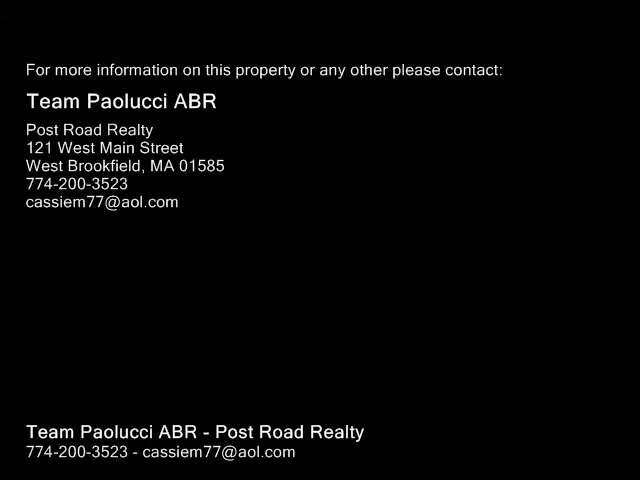 For more information on this property or any other please contact:
Team Paolucci ABR
Post Road Realty
121 West Main Street
West Brookfield, MA 01585
774-200-3523
cassiem77@aol.com
Team Paolucci ABR - Post Road Realty
774-200-3523 - cassiem77@aol.com